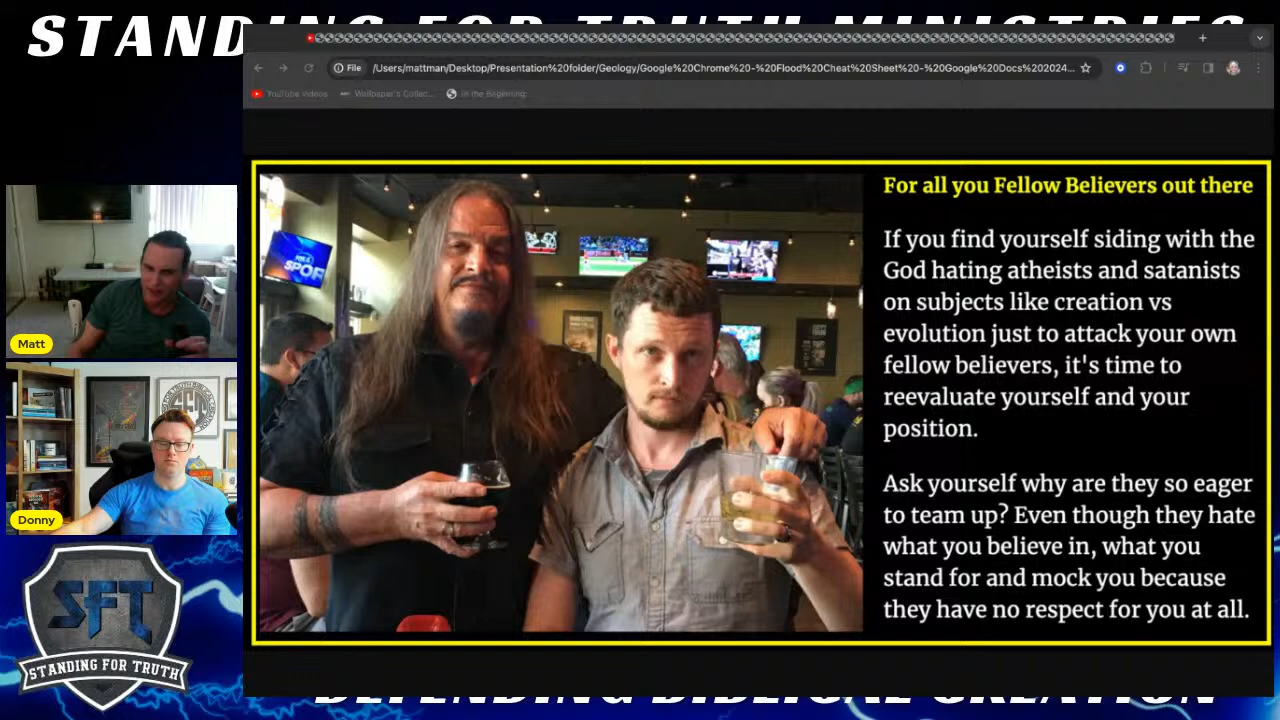 STANDING FOR TRUTH MINISTRIES
File
/Users/mattman/Desktop/Presentation%20folder/Geology/Google%20Chrome%20-%20Flood%20Cheat%20Sheet%20-%20Google%20Docs%202024...
YouTube videos
Wallpaper's Collec...
In the Beginning:
For all you Fellow Believers out there
If you find yourself siding with the
God hating atheists and satanists
on subjects like creation vs
evolution just to attack your own
fellow believers, it's time to
reevaluate yourself and your
position.
Ask yourself why are they so eager
to team up? Even though they hate
what you believe in, what you
stand for and mock you because
they have no respect for you at all.
Matt
Donny
SFT
STANDING FOR TRUTH
DEFENDING BIBLICAL CREATION